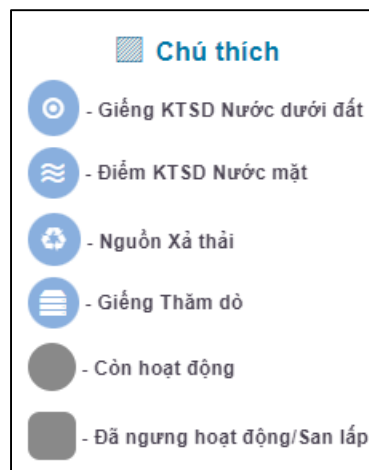 Chú thích
- Giếng KTSD Nước dưới đất
- Điểm KTSD Nước mặt
- Nguồn Xả thải
- Giếng Thăm dò
- Còn hoạt động
- Đã ngưng hoạt động/San lấp